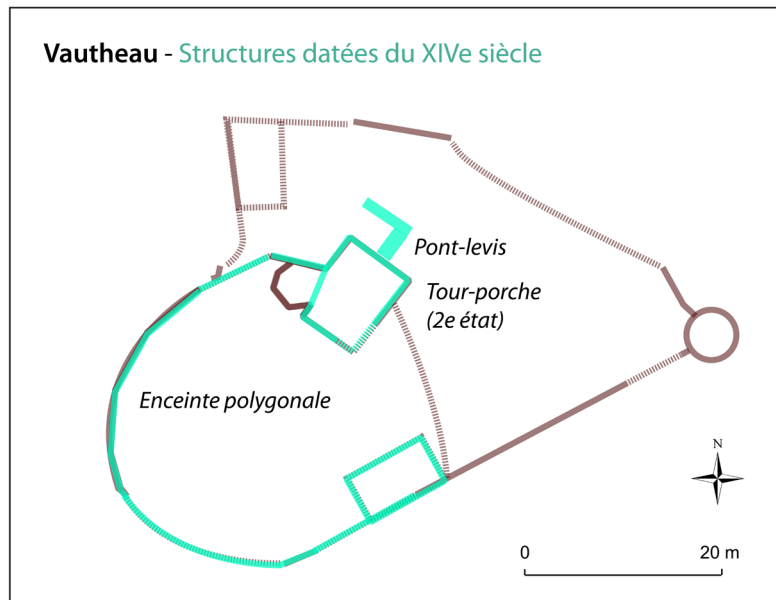 Vautheau - Structures datées du XIVe siècle
Pont-levis
Tour-porche
(2e état)
Enceinte polygonale
N
0 20 m